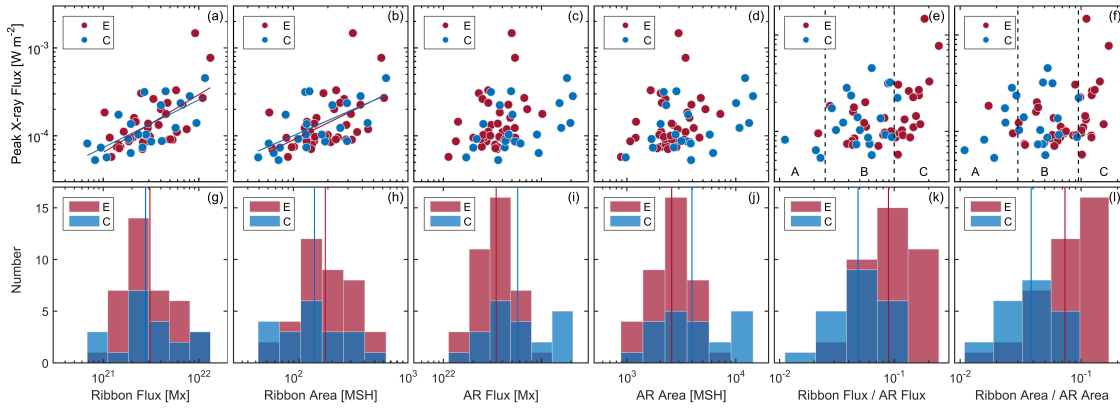 (a) (b) (c) (d) (e) (f)
E E E E E E
C C C C C C
Peak X-ray Flux [W m-2]
10-3
10-4
A B C A B C
(g) (h) (i) (j) (k) (l)
E E E E E E
C C C C C C
Number
15
10
5
0
10²¹ 10²² 10² 10³ 10²² 10³ 10⁴ 10-2 10-1 10-2 10-1
Ribbon Flux [Mx] Ribbon Area [MSH] AR Flux [Mx] AR Area [MSH] Ribbon Flux / AR Flux Ribbon Area / AR Area